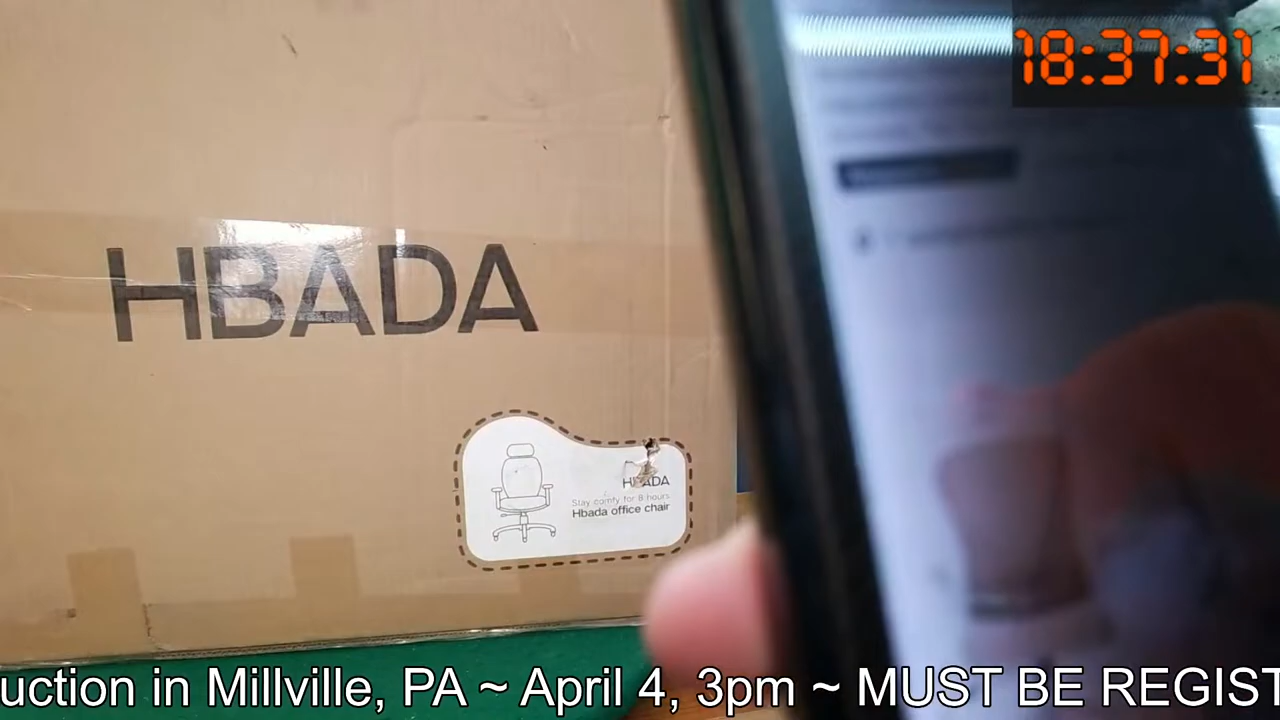 18:37:31
HBADA
HBADA
Stay comfy for 8 hours
Hbada office chair
uction in Millville, PA ~ April 4, 3pm ~ MUST BE REGIST